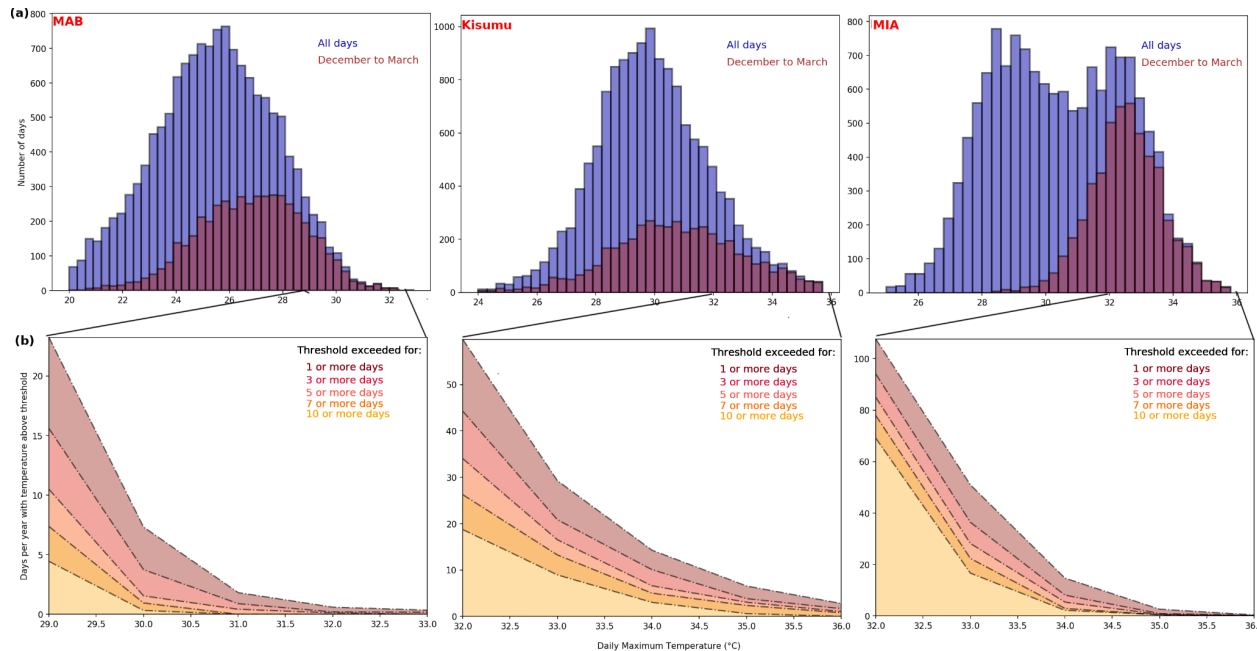 (a)
MAB
All days
December to March
Number of days
800
700
600
500
400
300
200
100
0
20
22
24
26
28
30
32
Kisumu
All days
December to March
1000
800
600
400
200
0
24
26
28
30
32
34
36
MIA
All days
December to March
800
700
600
500
400
300
200
100
0
26
28
30
32
34
36
(b)
Threshold exceeded for:
1 or more days
3 or more days
5 or more days
7 or more days
10 or more days
Days per year with temperature above threshold
20
15
10
5
0
29.0
29.5
30.0
30.5
31.0
31.5
32.0
32.5
33.0
Threshold exceeded for:
1 or more days
3 or more days
5 or more days
7 or more days
10 or more days
50
40
30
20
10
0
32.0
32.5
33.0
33.5
34.0
34.5
35.0
35.5
36.0
Threshold exceeded for:
1 or more days
3 or more days
5 or more days
7 or more days
10 or more days
100
80
60
40
20
0
32.0
32.5
33.0
33.5
34.0
34.5
35.0
35.5
36.
Daily Maximum Temperature (°C)